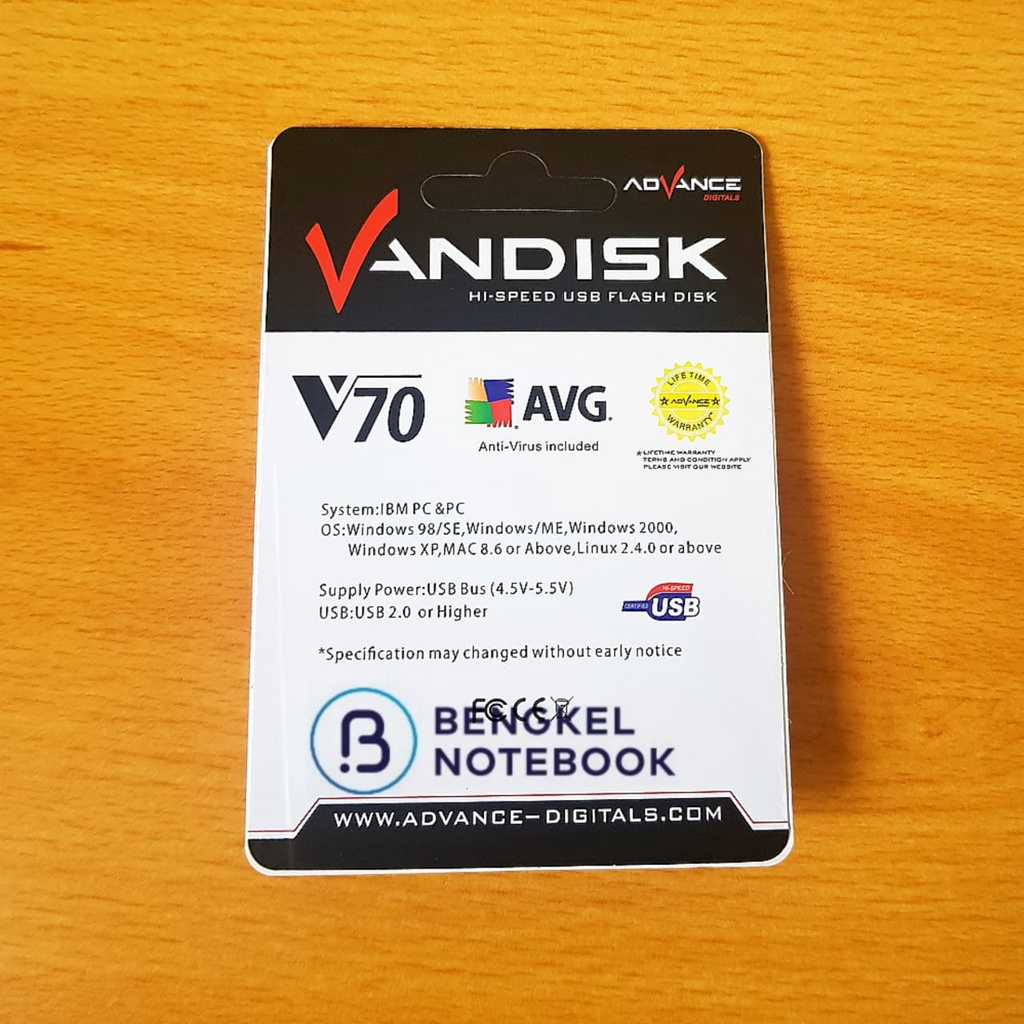 ADVANCE
DIGITALS
VANDISK
HI-SPEED USB FLASH DISK
V70
AVG
Anti-Virus included
LIFE TIME
ADVANCE
WARRANTY*
*LIFETIME WARRANTY
TERMS AND CONDITION APPLY
PLEASE VISIT OUR WEBSITE
System:IBM PC &PC
OS:Windows 98/SE,Windows/ME,Windows 2000,
Windows XP,MAC 8.6 or Above,Linux 2.4.0 or above
Supply Power:USB Bus (4.5V-5.5V)
USB:USB 2.0 or Higher
HI-SPEED
CERTIFIED USB
*Specification may changed without early notice
FC CE
B BENGKEL
NOTEBOOK
WWW.ADVANCE-DIGITALS.COM